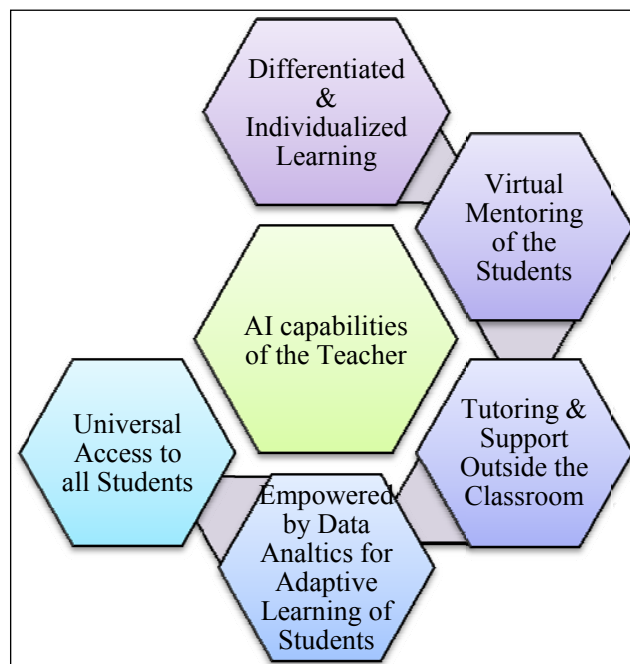 Differentiated
&
Individualized
Learning
Virtual
Mentoring
of the
Students
AI capabilities
of the Teacher
Tutoring &
Support
Outside the
Classroom
Universal
Access to
all Students
Empowered
by Data
Analtics for
Adaptive
Learning of
Students